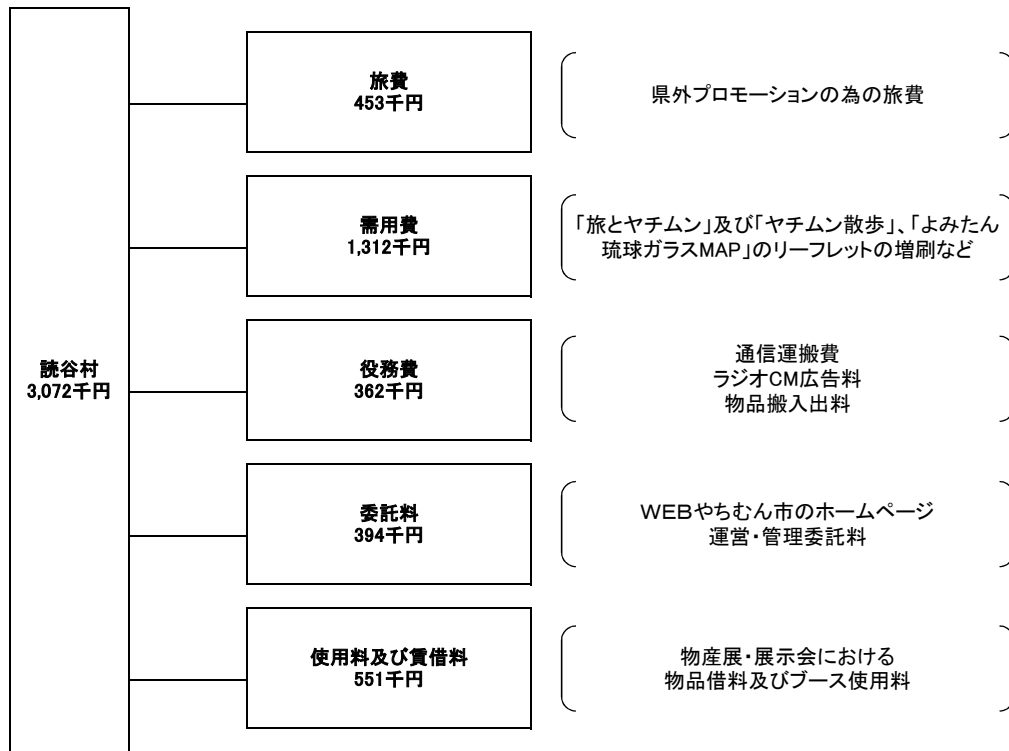 読谷村
3,072千円
旅費
453千円
県外プロモーションの為の旅費
需用費
1,312千円
「旅とヤチムン」及び「ヤチムン散歩」、「よみたん
琉球ガラスMAP」のリーフレットの増刷など
役務費
362千円
通信運搬費
ラジオCM広告料
物品搬入出料
委託料
394千円
WEBやちむん市のホームページ
運営・管理委託料
使用料及び賃借料
551千円
物産展・展示会における
物品借料及びブース使用料